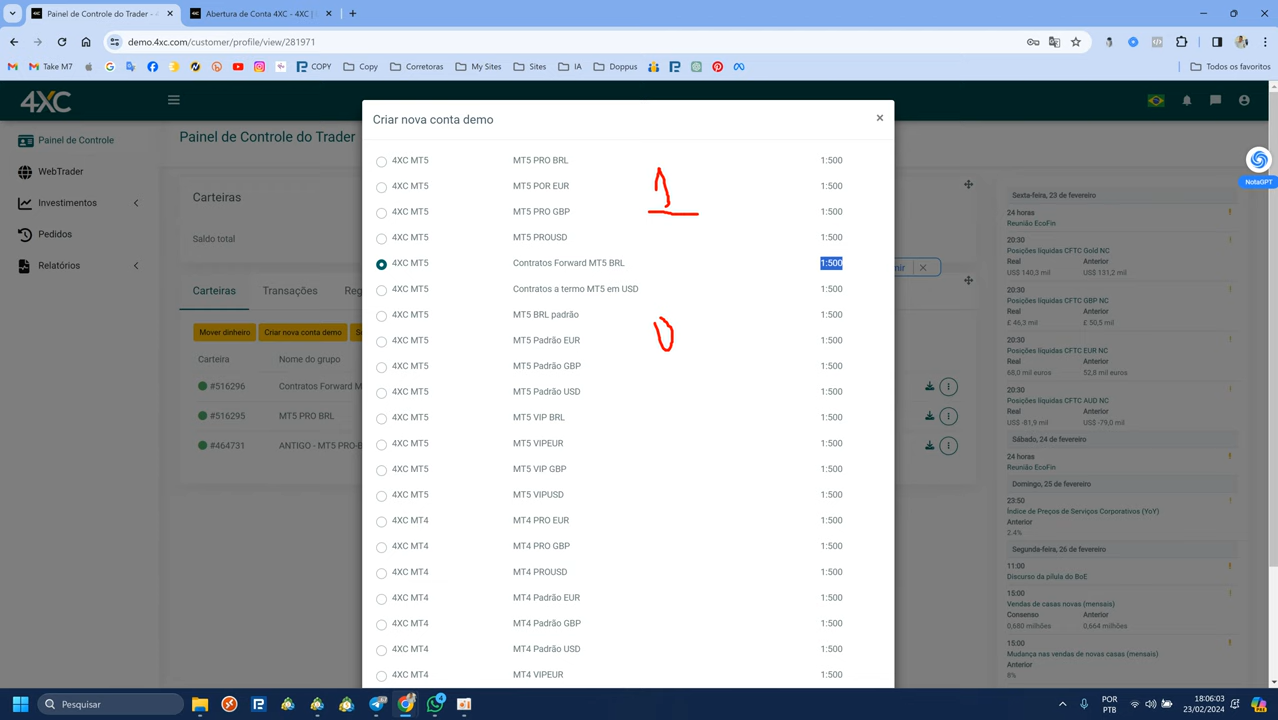 Painel de Controle do Trader - 4
Abertura de Conta 4XC - 4XC |
demo.4xc.com/customer/profile/view/281971
Gmail
Take M7
COPY
Copy
Corretoras
My Sites
Sites
IA
Doppus
Todos os favoritos
4XC
Painel de Controle
WebTrader
Investimentos
Pedidos
Relatórios
Painel de Controle do Trader
Carteiras
Saldo total
Carteiras
Transações
Reg
Mover dinheiro
Criar nova conta demo
Carteira
Nome do grupo
#516296
Contratos Forward M
#516295
MT5 PRO BRL
#464731
ANTIGO - MT5 PRO-B
Criar nova conta demo
×
4XC MT5 MT5 PRO BRL 1:500
4XC MT5 MT5 POR EUR 1:500
4XC MT5 MT5 PRO GBP 1:500
4XC MT5 MT5 PROUSD 1:500
4XC MT5 Contratos Forward MT5 BRL 1:500
4XC MT5 Contratos a termo MT5 em USD 1:500
4XC MT5 MT5 BRL padrão 1:500
4XC MT5 MT5 Padrão EUR 1:500
4XC MT5 MT5 Padrão GBP 1:500
4XC MT5 MT5 Padrão USD 1:500
4XC MT5 MT5 VIP BRL 1:500
4XC MT5 MT5 VIPEUR 1:500
4XC MT5 MT5 VIP GBP 1:500
4XC MT5 MT5 VIPUSD 1:500
4XC MT4 MT4 PRO EUR 1:500
4XC MT4 MT4 PRO GBP 1:500
4XC MT4 MT4 PROUSD 1:500
4XC MT4 MT4 Padrão EUR 1:500
4XC MT4 MT4 Padrão GBP 1:500
4XC MT4 MT4 Padrão USD 1:500
4XC MT4 MT4 VIPEUR 1:500
1
0
nir
NotaGPT
Sexta-feira, 23 de fevereiro
24 horas
Reunião EcoFin
20:30
Posições líquidas CFTC Gold NC
Real Anterior
US$ 140,3 mil US$ 131,2 mil
20:30
Posições líquidas CFTC GBP NC
Real Anterior
£ 46,3 mil £ 50,5 mil
20:30
Posições líquidas CFTC EUR NC
Real Anterior
68,0 mil euros 52,8 mil euros
20:30
Posições líquidas CFTC AUD NC
Real Anterior
US$ -81,9 mil US$ -79,0 mil
Sábado, 24 de fevereiro
24 horas
Reunião EcoFin
Domingo, 25 de fevereiro
23:50
Índice de Preços de Serviços Corporativos (YoY)
Anterior
2.4%
Segunda-feira, 26 de fevereiro
11:00
Discurso da pílula do BoE
15:00
Vendas de casas novas (mensais)
Consenso Anterior
0,680 milhões 0,664 milhões
15:00
Mudança nas vendas de novas casas (mensais)
Anterior
8%
Pesquisar
POR
PTB
18:06:03
23/02/2024